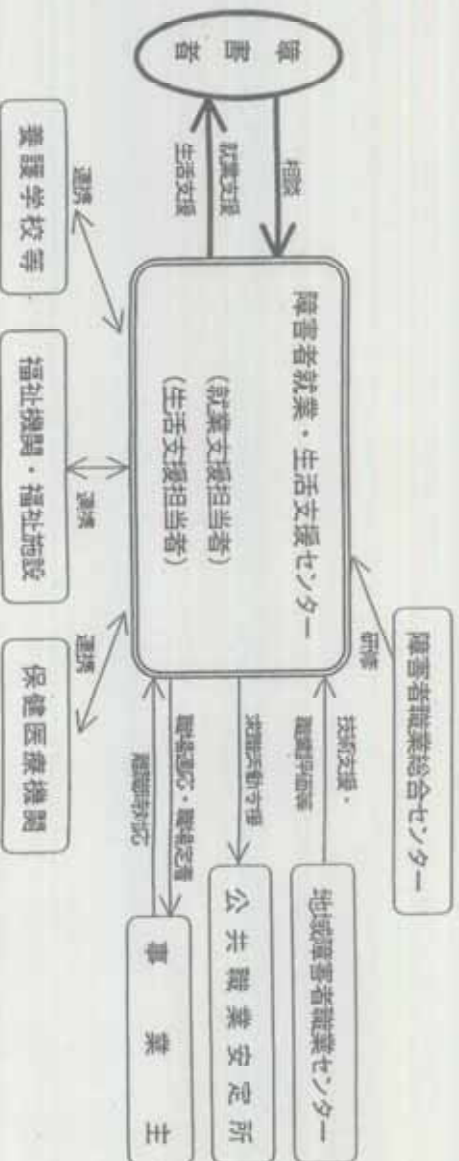 障害者職業総合センター
研修
地域障害者職業センター
技術支援・
職業評価等
公共職業安定所
求職活動支援
事業主
職場適応・職場定着
障害者就業・生活支援センター
(就業支援担当者)
(生活支援担当者)
障害者
相談
就業支援
生活支援
養護学校等
連携
福祉機関・福祉施設
連携
保健医療機関
連携